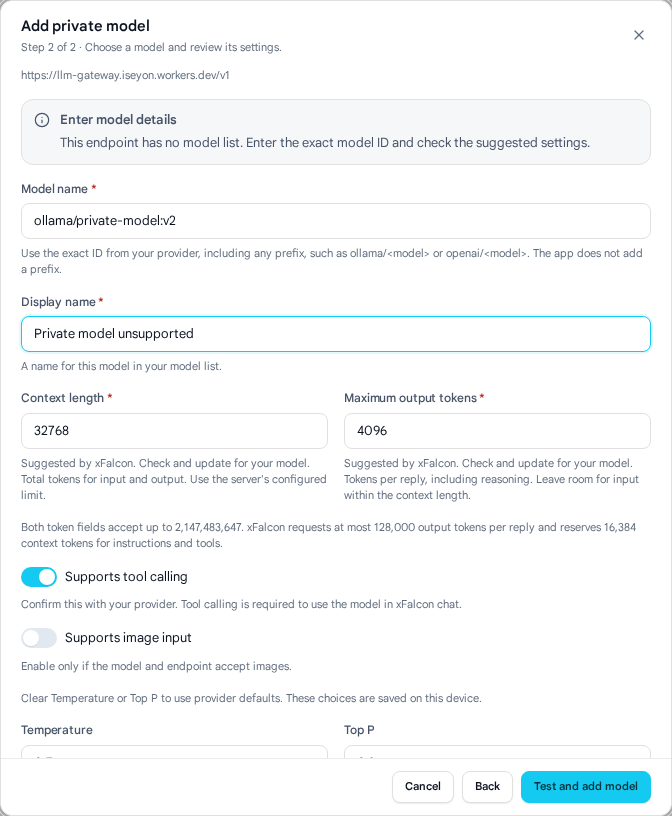 Add private model
Step 2 of 2 · Choose a model and review its settings.
https://llm-gateway.iseyon.workers.dev/v1
Enter model details
This endpoint has no model list. Enter the exact model ID and check the suggested settings.
Model name *
ollama/private-model:v2
Use the exact ID from your provider, including any prefix, such as ollama/<model> or openai/<model>. The app does not add
a prefix.
Display name *
Private model unsupported
A name for this model in your model list.
Context length *
32768
Suggested by xFalcon. Check and update for your model.
Total tokens for input and output. Use the server's configured
limit.
Maximum output tokens *
4096
Suggested by xFalcon. Check and update for your model.
Tokens per reply, including reasoning. Leave room for input
within the context length.
Both token fields accept up to 2,147,483,647. xFalcon requests at most 128,000 output tokens per reply and reserves 16,384
context tokens for instructions and tools.
Supports tool calling
Confirm this with your provider. Tool calling is required to use the model in xFalcon chat.
Supports image input
Enable only if the model and endpoint accept images.
Clear Temperature or Top P to use provider defaults. These choices are saved on this device.
Temperature
Top P
Cancel
Back
Test and add model